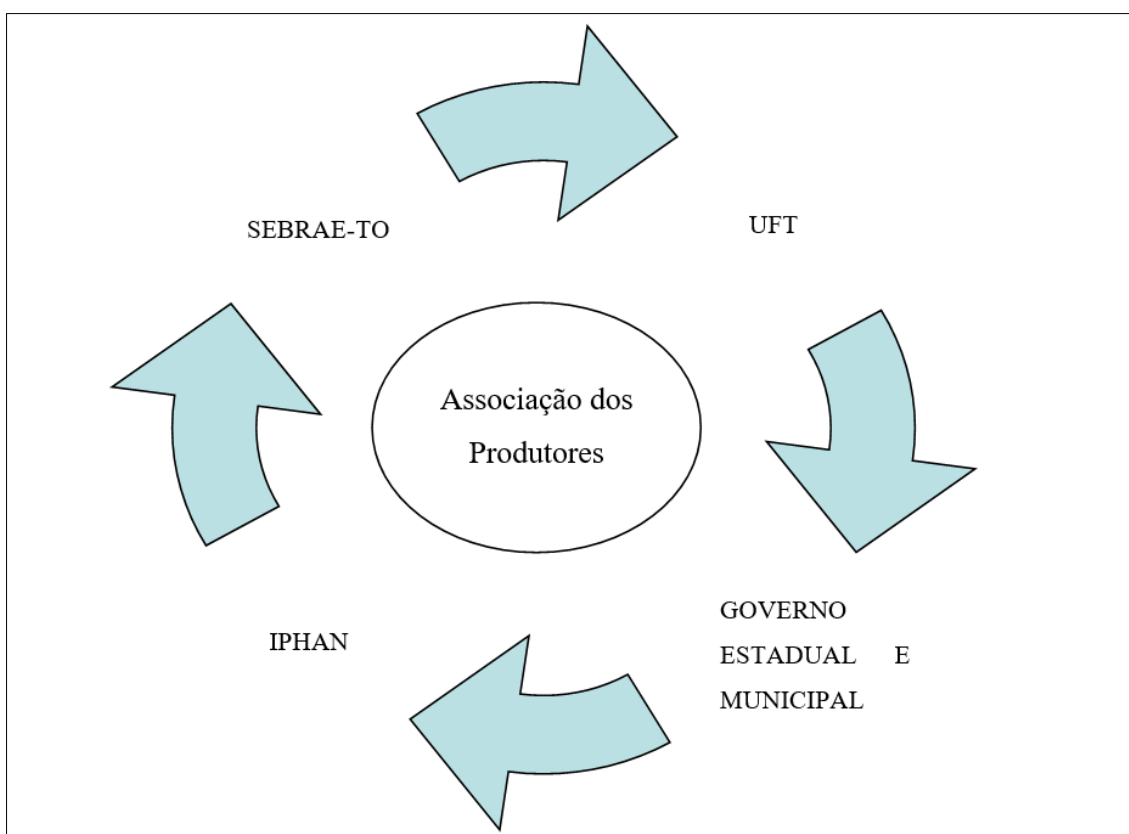 SEBRAE-TO
UFT
Associação dos
Produtores
IPHAN
GOVERNO
ESTADUAL E
MUNICIPAL